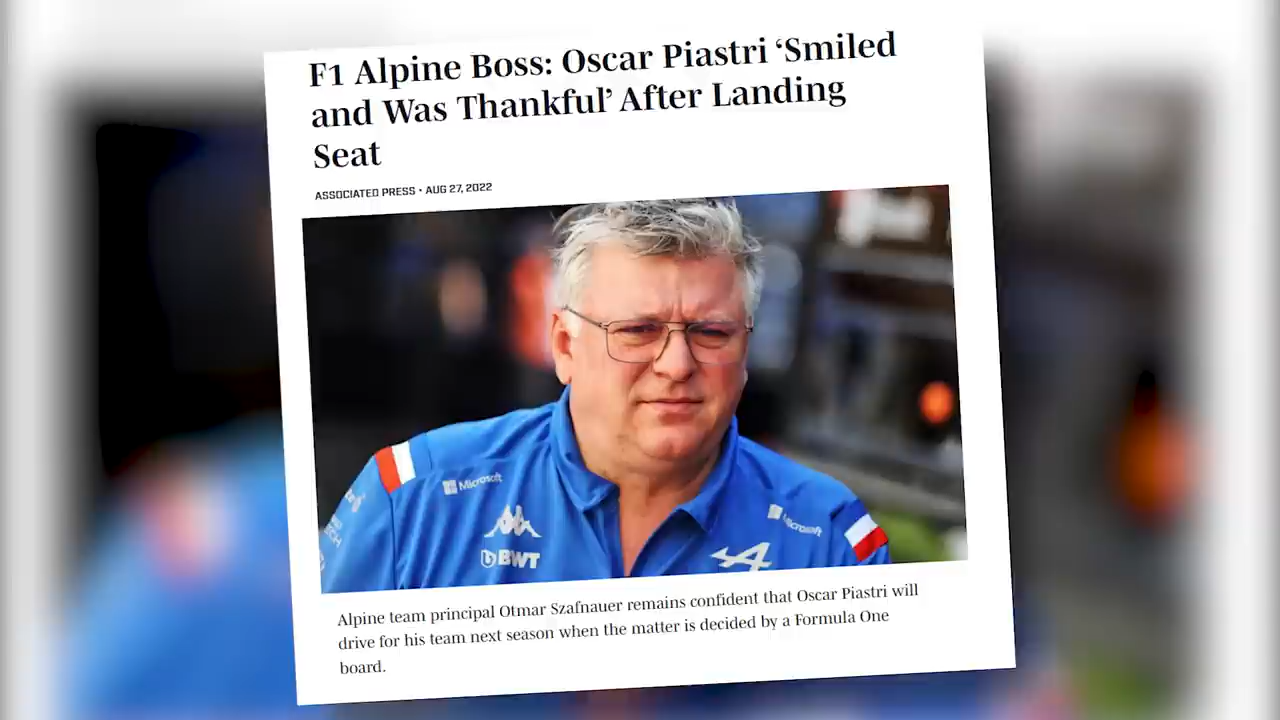 F1 Alpine Boss: Oscar Piastri ‘Smiled
and Was Thankful’ After Landing
Seat
ASSOCIATED PRESS • AUG 27, 2022
Microsoft
Microsoft
BWT
Alpine team principal Otmar Szafnauer remains confident that Oscar Piastri will
drive for his team next season when the matter is decided by a Formula One
board.